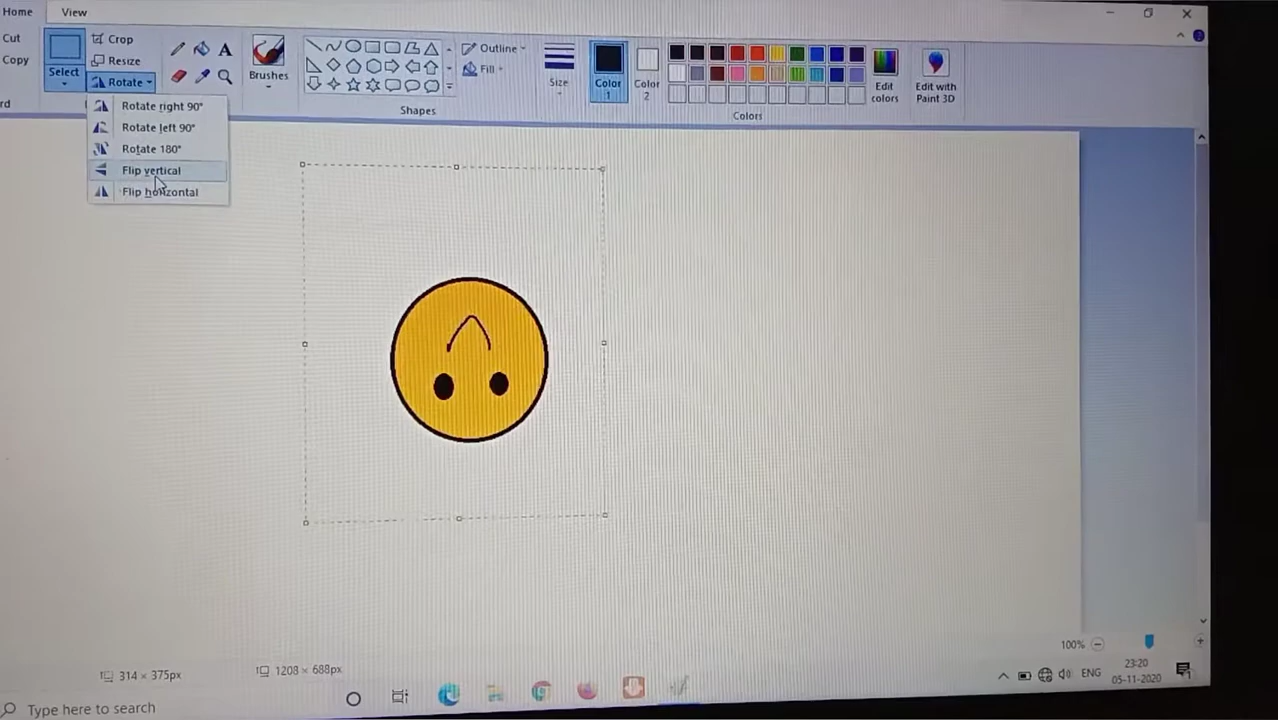 Home View
Cut
Copy
Select
Crop
Resize
Rotate
A
Brushes
Outline
Fill
Shapes
Size
Color 1
Color 2
Colors
Edit colors
Edit with Paint 3D
Rotate right 90°
Rotate left 90°
Rotate 180°
Flip vertical
Flip horizontal
314 × 375px
1208 × 688px
100%
Type here to search
ENG
23:20
05-11-2020